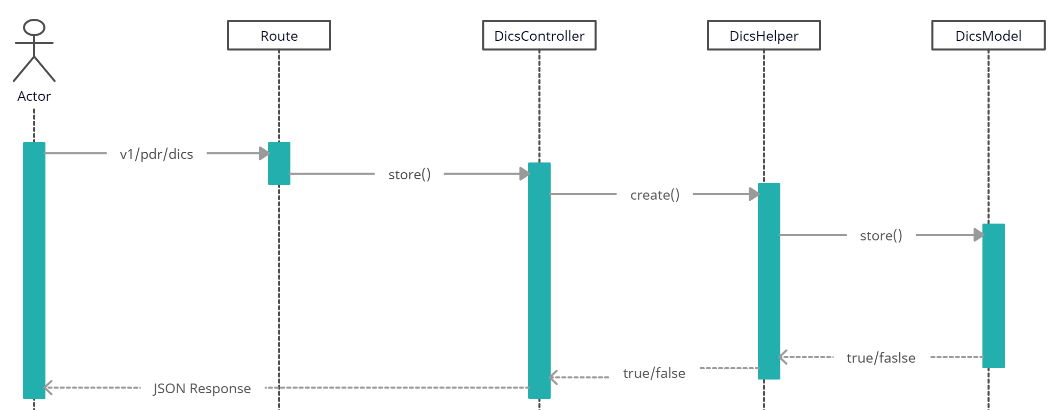 Route
DicsController
DicsHelper
DicsModel
Actor
v1/pdr/dics
store()
create()
store()
true/faslse
true/false
JSON Response